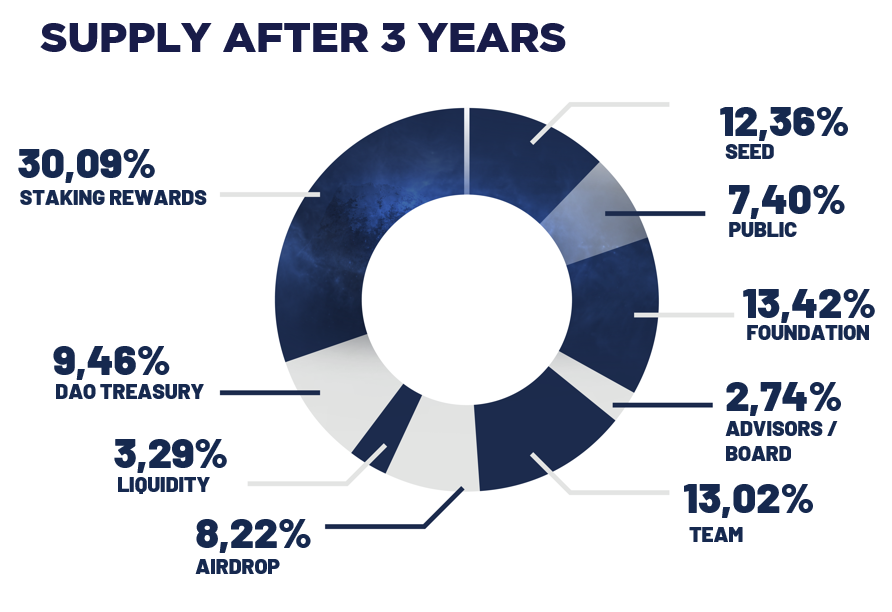 SUPPLY AFTER 3 YEARS
12,36%
SEED
7,40%
PUBLIC
13,42%
FOUNDATION
2,74%
ADVISORS /
BOARD
13,02%
TEAM
8,22%
AIRDROP
3,29%
LIQUIDITY
9,46%
DAO TREASURY
30,09%
STAKING REWARDS